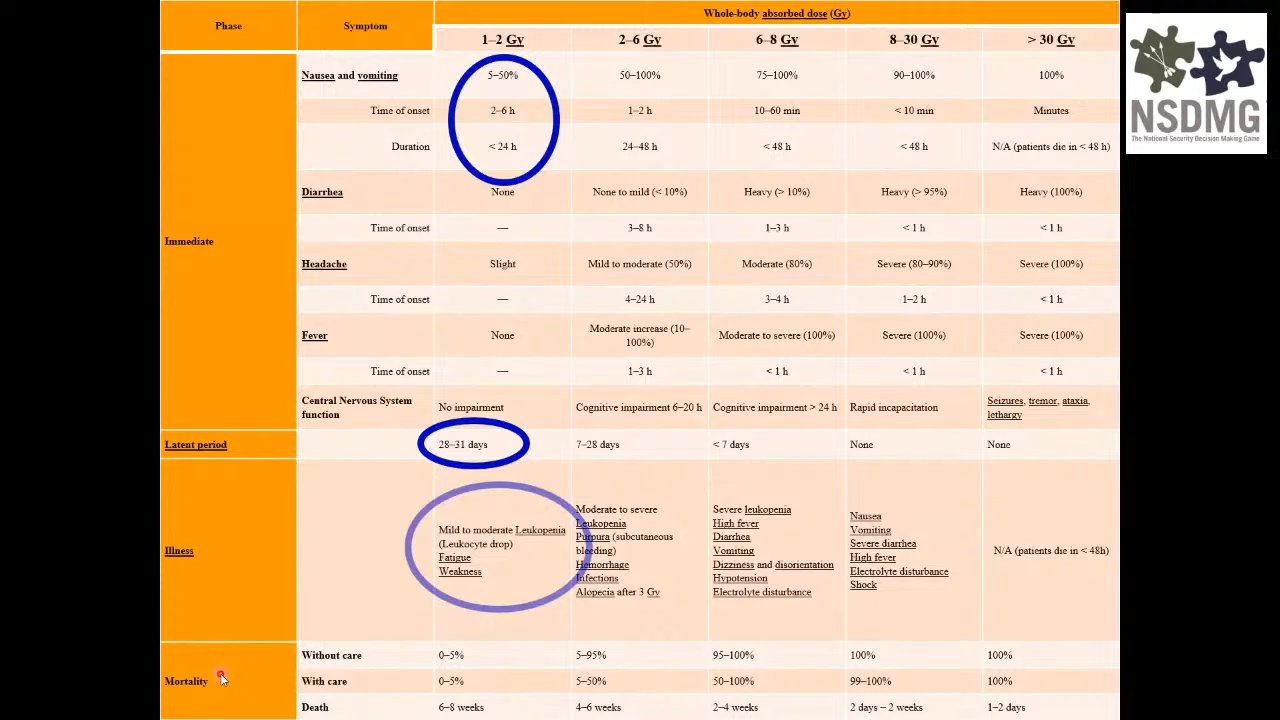 Phase Symptom Whole-body absorbed dose (Gy)
1–2 Gy 2–6 Gy 6–8 Gy 8–30 Gy > 30 Gy
Immediate
Nausea and vomiting 5–50% 50–100% 75–100% 90–100% 100%
Time of onset 2–6 h 1–2 h 10–60 min < 10 min Minutes
Duration < 24 h 24–48 h < 48 h < 48 h N/A (patients die in < 48 h)
Diarrhea None None to mild (< 10%) Heavy (> 10%) Heavy (> 95%) Heavy (100%)
Time of onset — 3–8 h 1–3 h < 1 h < 1 h
Headache Slight Mild to moderate (50%) Moderate (80%) Severe (80–90%) Severe (100%)
Time of onset — 4–24 h 3–4 h 1–2 h < 1 h
Fever None Moderate increase (10–
100%) Moderate to severe (100%) Severe (100%) Severe (100%)
Time of onset — 1–3 h < 1 h < 1 h < 1 h
Central Nervous System
function
No impairment Cognitive impairment 6–20 h Cognitive impairment > 24 h Rapid incapacitation
Seizures, tremor, ataxia,
lethargy
Latent period 28–31 days 7–28 days < 7 days None None
Illness
Mild to moderate Leukopenia
(Leukocyte drop)
Fatigue
Weakness
Moderate to severe
Leukopenia
Purpura (subcutaneous
bleeding)
Hemorrhage
Infections
Alopecia after 3 Gy
Severe leukopenia
High fever
Diarrhea
Vomiting
Dizziness and disorientation
Hypotension
Electrolyte disturbance
Nausea
Vomiting
Severe diarrhea
High fever
Electrolyte disturbance
Shock
N/A (patients die in < 48h)
Mortality
Without care 0–5% 5–95% 95–100% 100% 100%
With care 0–5% 5–50% 50–100% 99–100% 100%
Death 6–8 weeks 4–6 weeks 2–4 weeks 2 days – 2 weeks 1–2 days
NSDMG
The National Security Decision Making Game